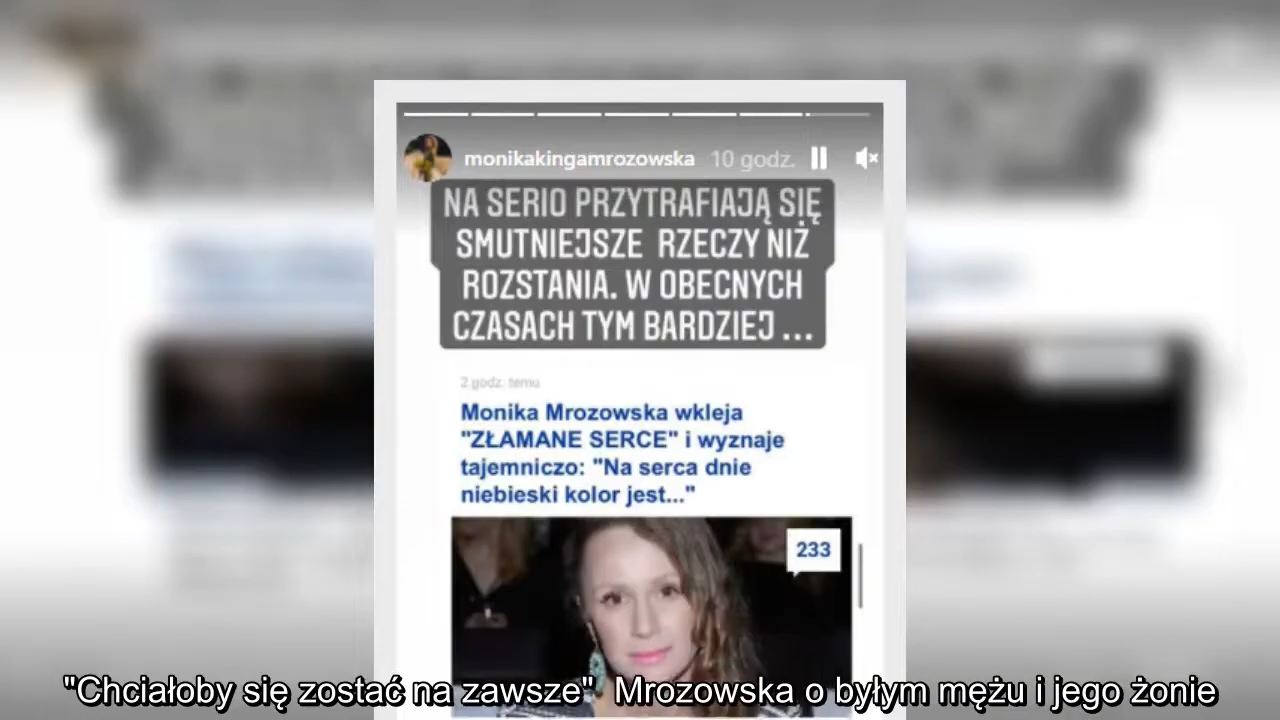 monikakingamrozowska 10 godz.
NA SERIO PRZYTRAFIAJĄ SIĘ
SMUTNIEJSZE RZECZY NIŻ
ROZSTANIA. W OBECNYCH
CZASACH TYM BARDZIEJ ...
2 godz. temu
Monika Mrozowska wkleja
"ZŁAMANE SERCE" i wyznaje
tajemniczo: "Na serca dnie
niebieski kolor jest..."
233
"Chciałoby się zostać na zawsze" Mrozowska o byłym mężu i jego żonie